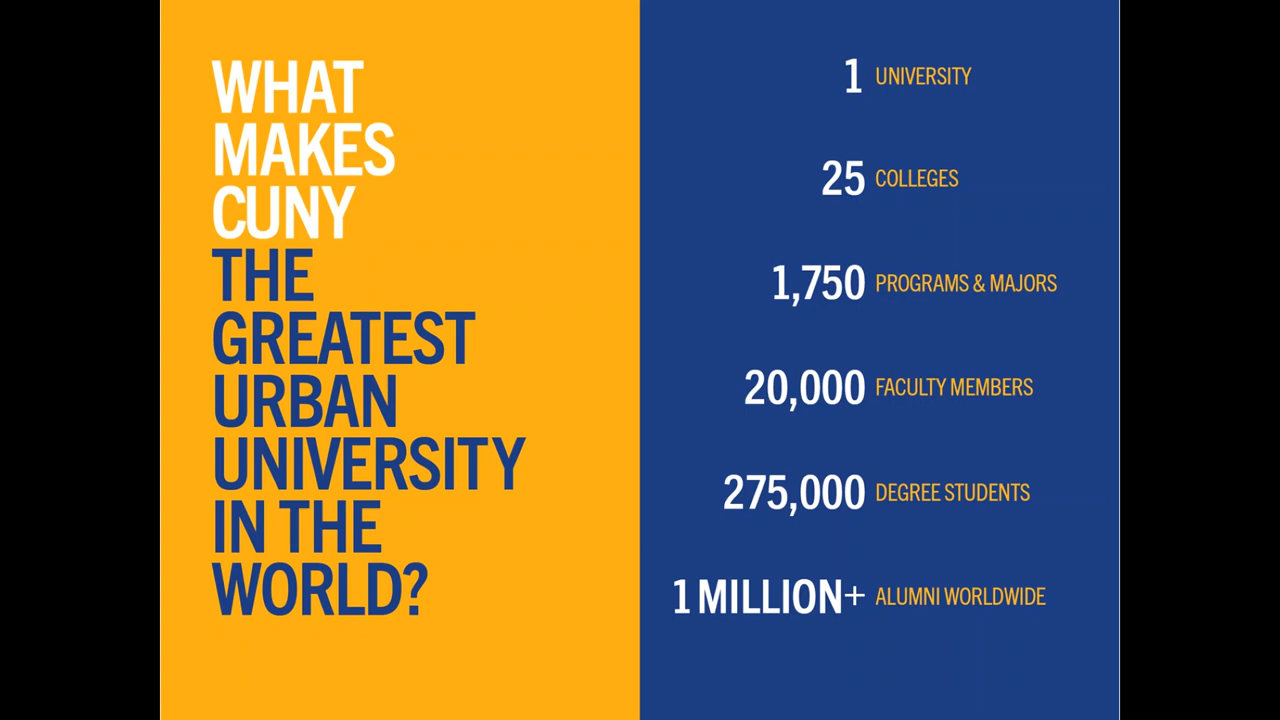 WHAT
MAKES
CUNY
THE
GREATEST
URBAN
UNIVERSITY
IN THE
WORLD?
1 UNIVERSITY
25 COLLEGES
1,750 PROGRAMS & MAJORS
20,000 FACULTY MEMBERS
275,000 DEGREE STUDENTS
1 MILLION+ ALUMNI WORLDWIDE